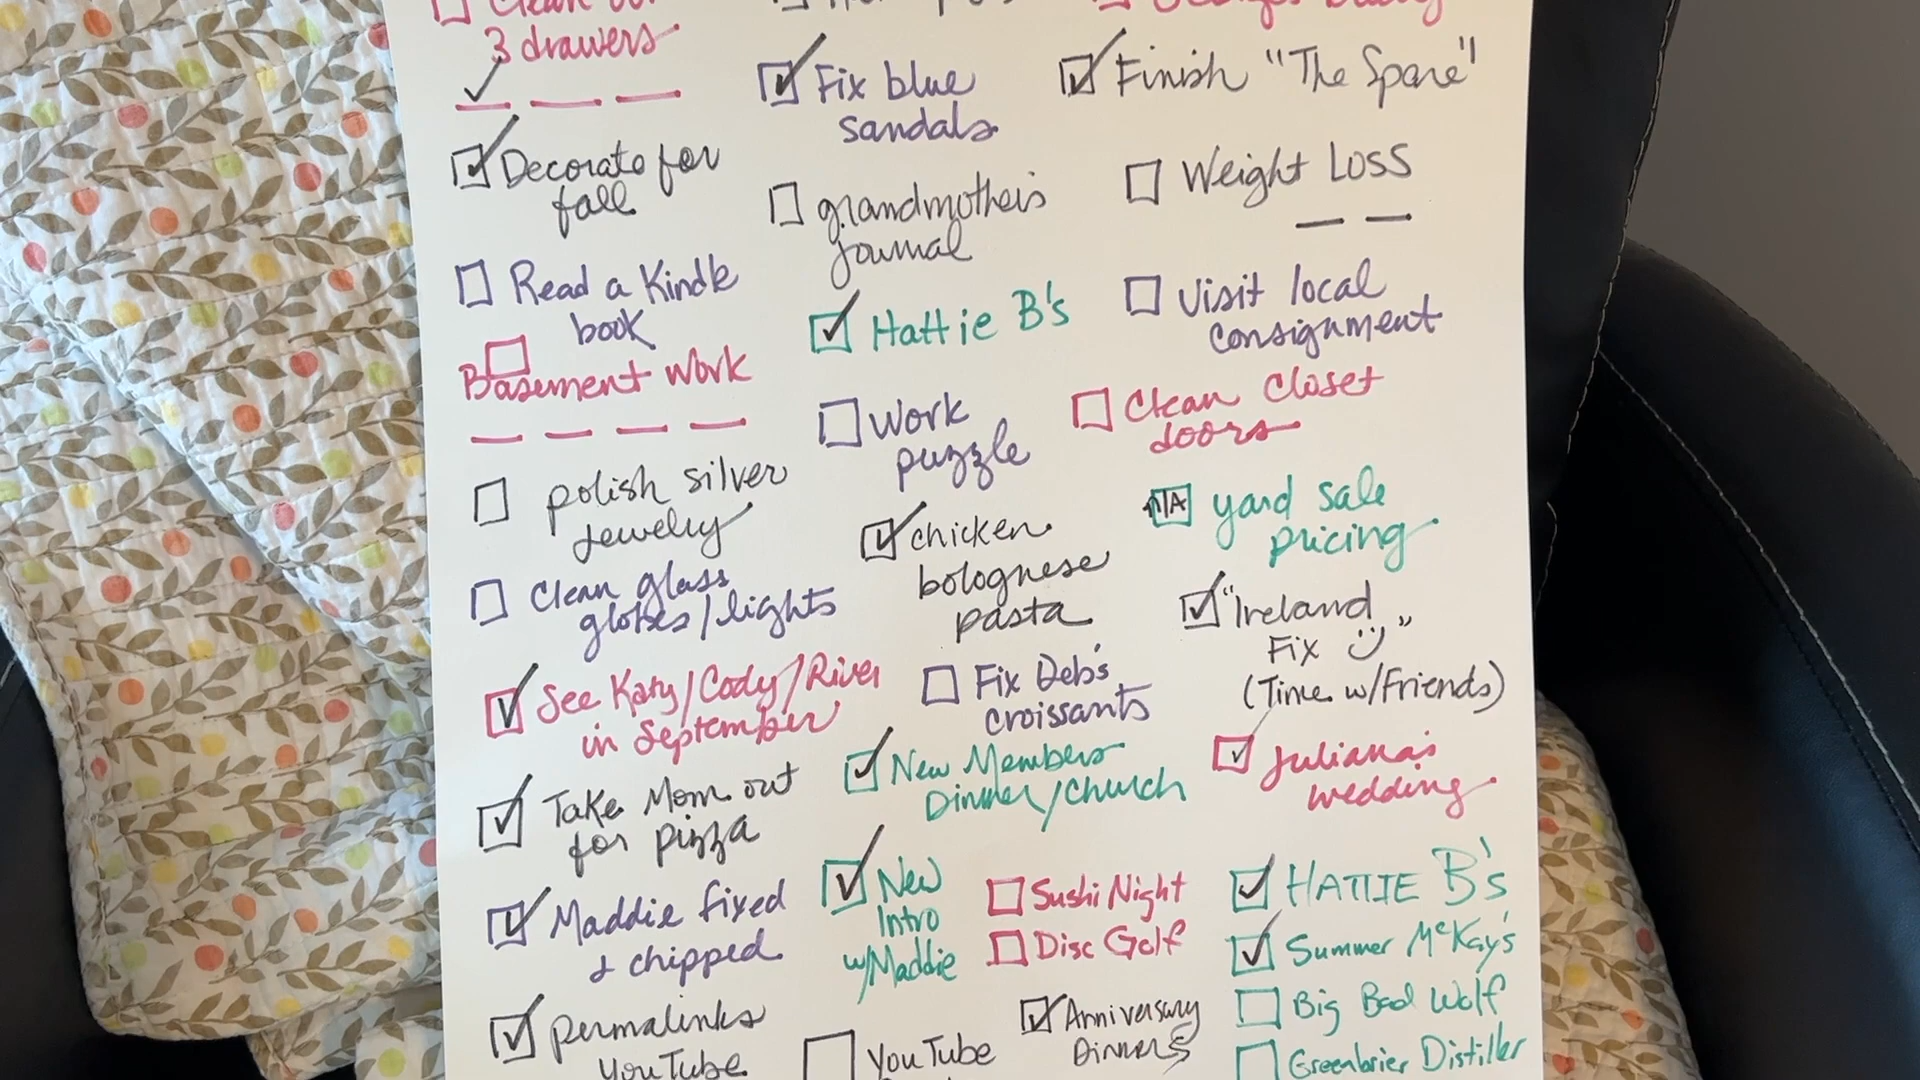 3 drawers
Decorate for
fall
Read a Kindle
book
Basement work
polish silver
jewelry
Clean glass
globes/lights
See Katy/Cody/River
in September
Take Mom out
for pizza
Maddie fixed
& chipped
permalinks
YouTube
Fix blue
sandals
grandmother's
journal
Hattie B's
Work
puzzle
chicken
bolognese
pasta
Fix Deb's
croissants
New Members
Dinner/Church
New
Intro
w/Maddie
YouTube
Finish "The Spare"
Weight Loss
Visit local
consignment
Clean Closet
doors
N/A yard sale
pricing
"Ireland
Fix"
(Time w/Friends)
Juliana's
wedding
Sushi Night
Disc Golf
Anniversary
Dinners
HATTIE B's
Summer McKay's
Big Bad Wolf
Greenbrier Distiller